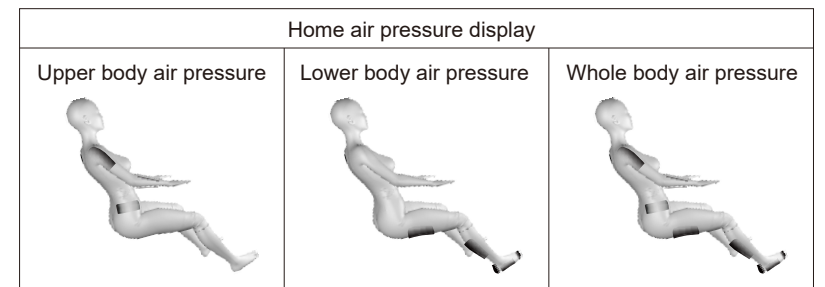 Home air pressure display
Upper body air pressure
Lower body air pressure
Whole body air pressure